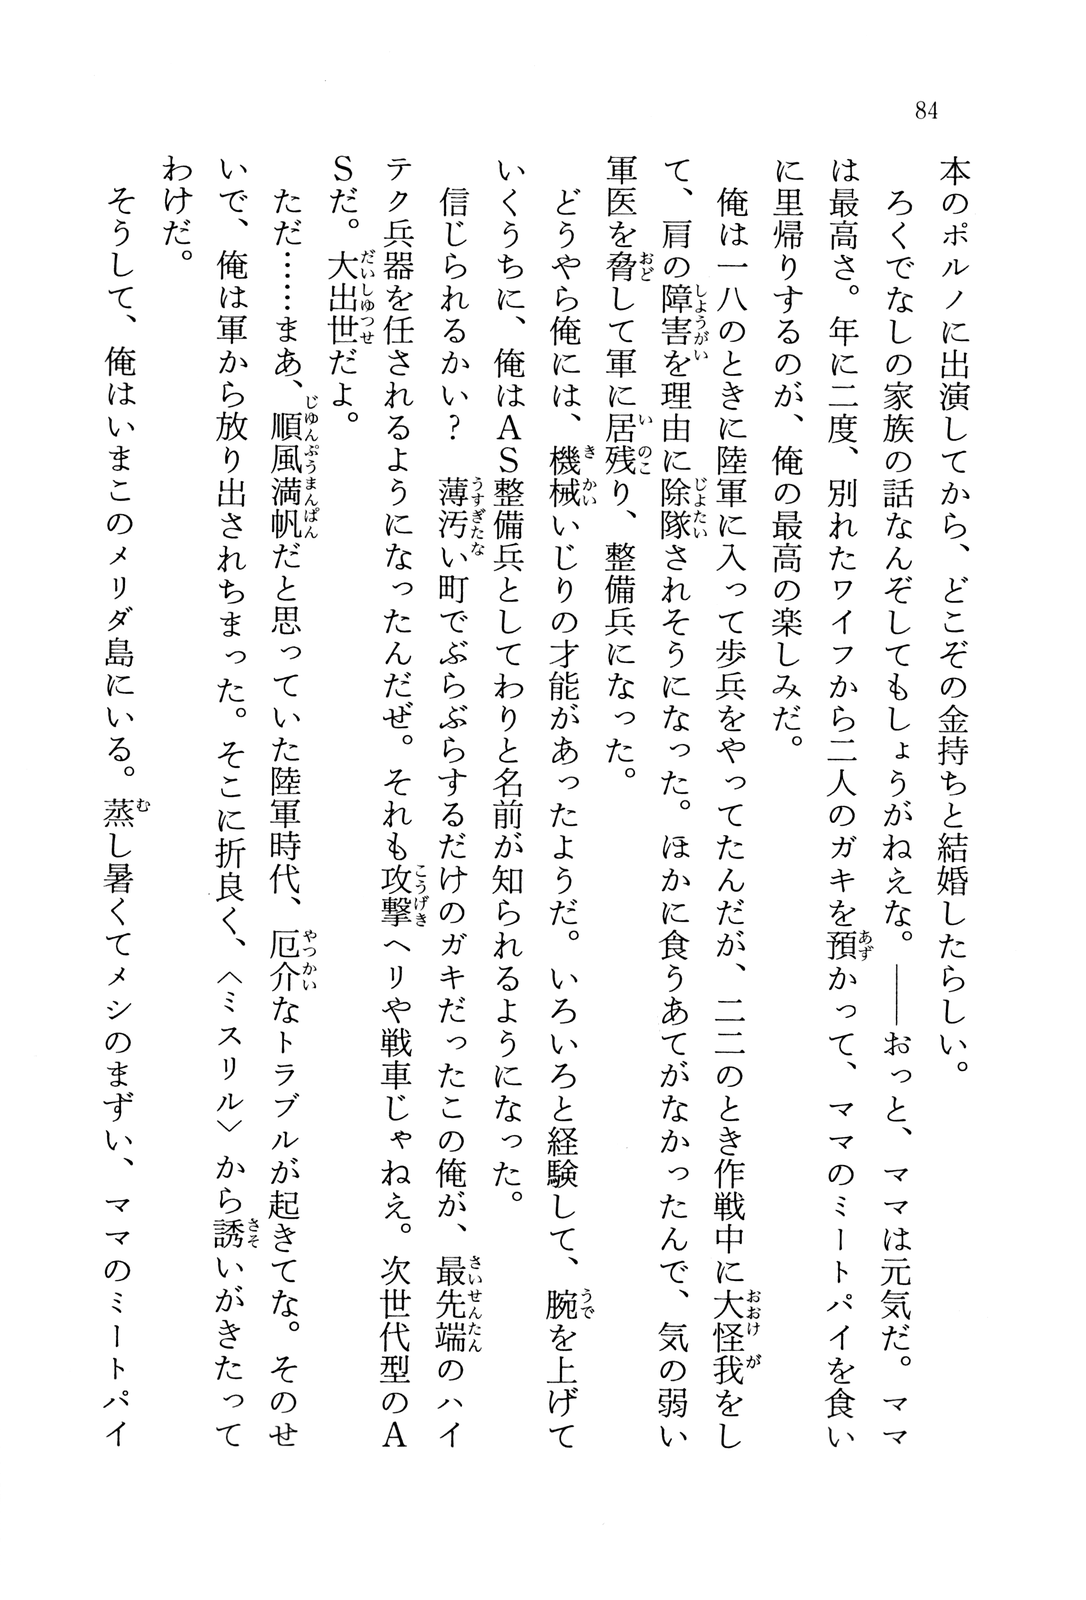 84
本のポルノに出演してから、どこぞの金持ちと結婚したらしい。
ろくでなしの家族の話なんぞしてもしょうがねえな。――おっと、ママは元気だ。ママ
は最高さ。年に二度、別れたワイフから二人のガキを預かって、ママのミートパイを食い
に里帰りするのが、俺の最高の楽しみだ。
俺は一八のときに陸軍に入って歩兵をやってたんだが、二二のとき作戦中に大怪我をし
て、肩の障害を理由に除隊されそうになった。ほかに食うあてがなかったんで、気の弱い
軍医を脅して軍に居残り、整備兵になった。
どうやら俺には、機械いじりの才能があったようだ。いろいろと経験して、腕を上げて
いくうちに、俺はＡＳ整備兵としてわりと名前が知られるようになった。
信じられるかい？　薄汚い町でぶらぶらするだけのガキだったこの俺が、最先端のハイ
テク兵器を任されるようになったんだぜ。それも攻撃ヘリや戦車じゃねえ。次世代型のＡ
Ｓだ。大出世だよ。
ただ……まあ、順風満帆だと思っていた陸軍時代、厄介なトラブルが起きてな。そのせ
いで、俺は軍から放り出されちまった。そこに折良く、〈ミスリル〉から誘いがきたって
わけだ。
そうして、俺はいまこのメリダ島にいる。蒸し暑くてメシのまずい、ママのミートパイ